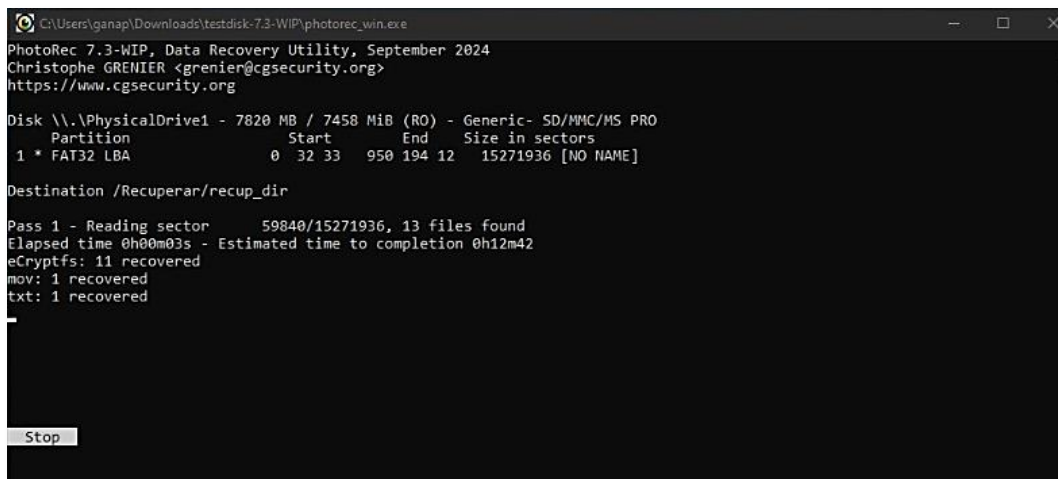 C:\Users\ganap\Downloads\testdisk-7.3-WIP\photorec_win.exe
PhotoRec 7.3-WIP, Data Recovery Utility, September 2024
Christophe GRENIER <grenier@cgsecurity.org>
https://www.cgsecurity.org
Disk \\.\PhysicalDrive1 - 7820 MB / 7458 MiB (RO) - Generic- SD/MMC/MS PRO
Partition Start End Size in sectors
1 * FAT32 LBA 0 32 33 950 194 12 15271936 [NO NAME]
Destination /Recuperar/recup_dir
Pass 1 - Reading sector 59840/15271936, 13 files found
Elapsed time 0h00m03s - Estimated time to completion 0h12m42
eCryptfs: 11 recovered
mov: 1 recovered
txt: 1 recovered
Stop